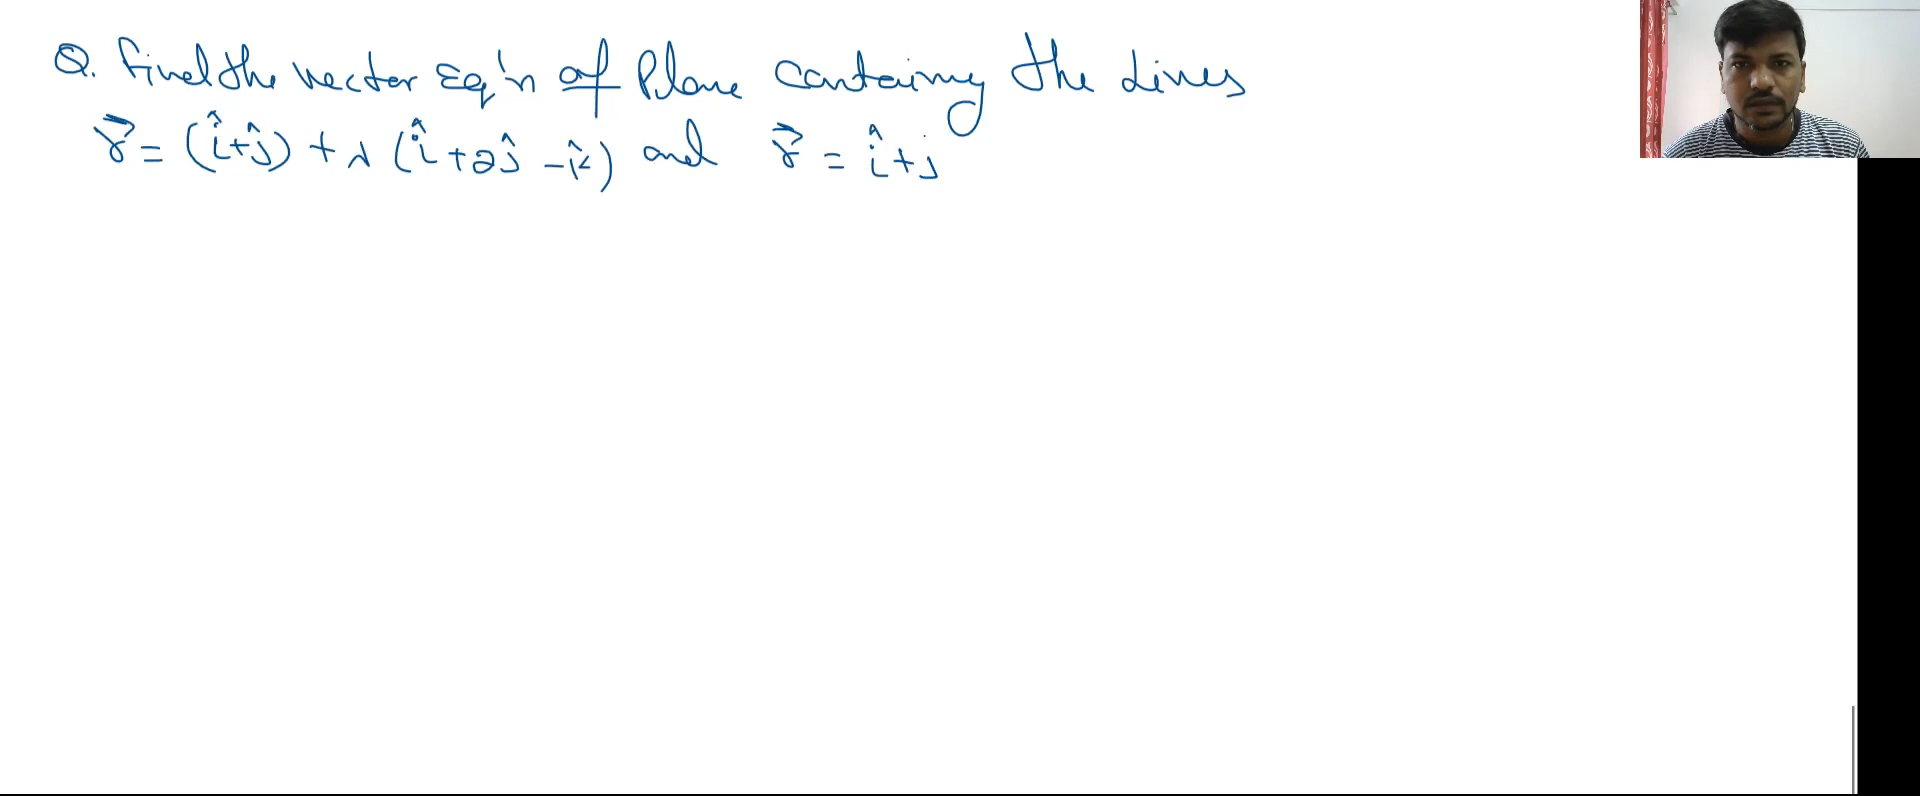 Q. Find the vector Eq'n of Plane containing the Lines
r⃗ = (î+ĵ) + λ (î + 2ĵ - k̂) and r⃗ = î+j